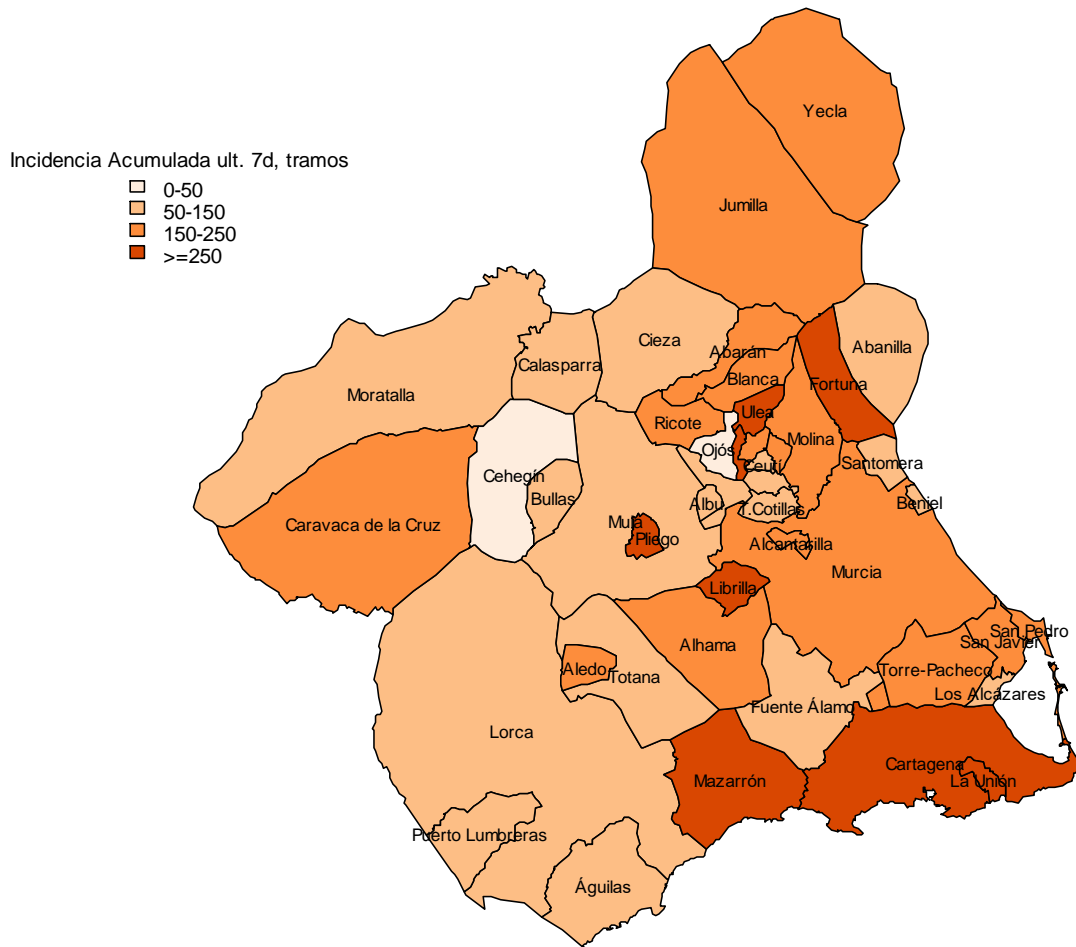 Yecla
Incidencia Acumulada ult. 7d, tramos
0-50
50-150
150-250
>=250
Jumilla
Cieza
Abarán
Abanilla
Calasparra
Blanca
Fortuna
Moratalla
Ulea
Ricote
Molina
Ojós
Ceutí
Santomera
Cehegín
Bullas
Albu
T.Cotillas
Beniel
Caravaca de la Cruz
Mula
Pliego
Alcantarilla
Murcia
Librilla
San Pedro
San Javier
Alhama
Aledo
Totana
Torre-Pacheco
Los Alcázares
Fuente Álamo
Lorca
Cartagena
Mazarrón
La Unión
Puerto Lumbreras
Águilas